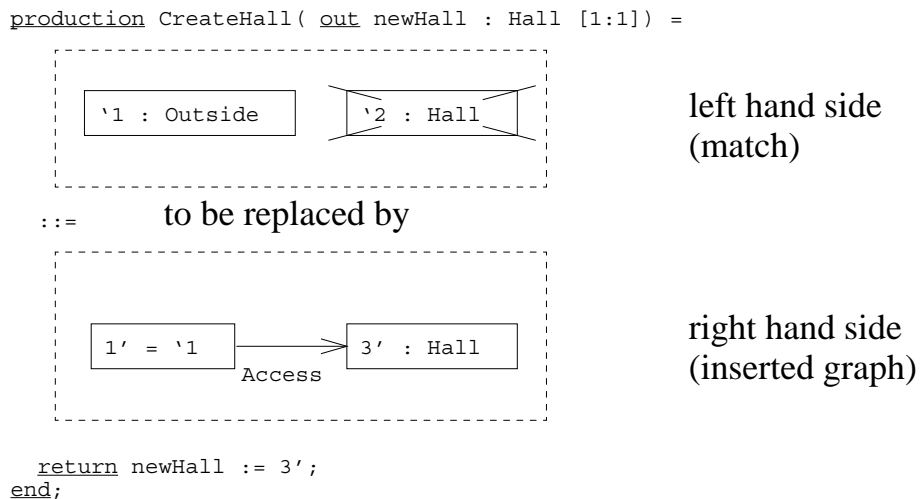 production CreateHall( out newHall : Hall [1:1]) =
‘1 : Outside
‘2 : Hall
left hand side
(match)
::= to be replaced by
1’ = ‘1
Access
3’ : Hall
right hand side
(inserted graph)
return newHall := 3’;
end;